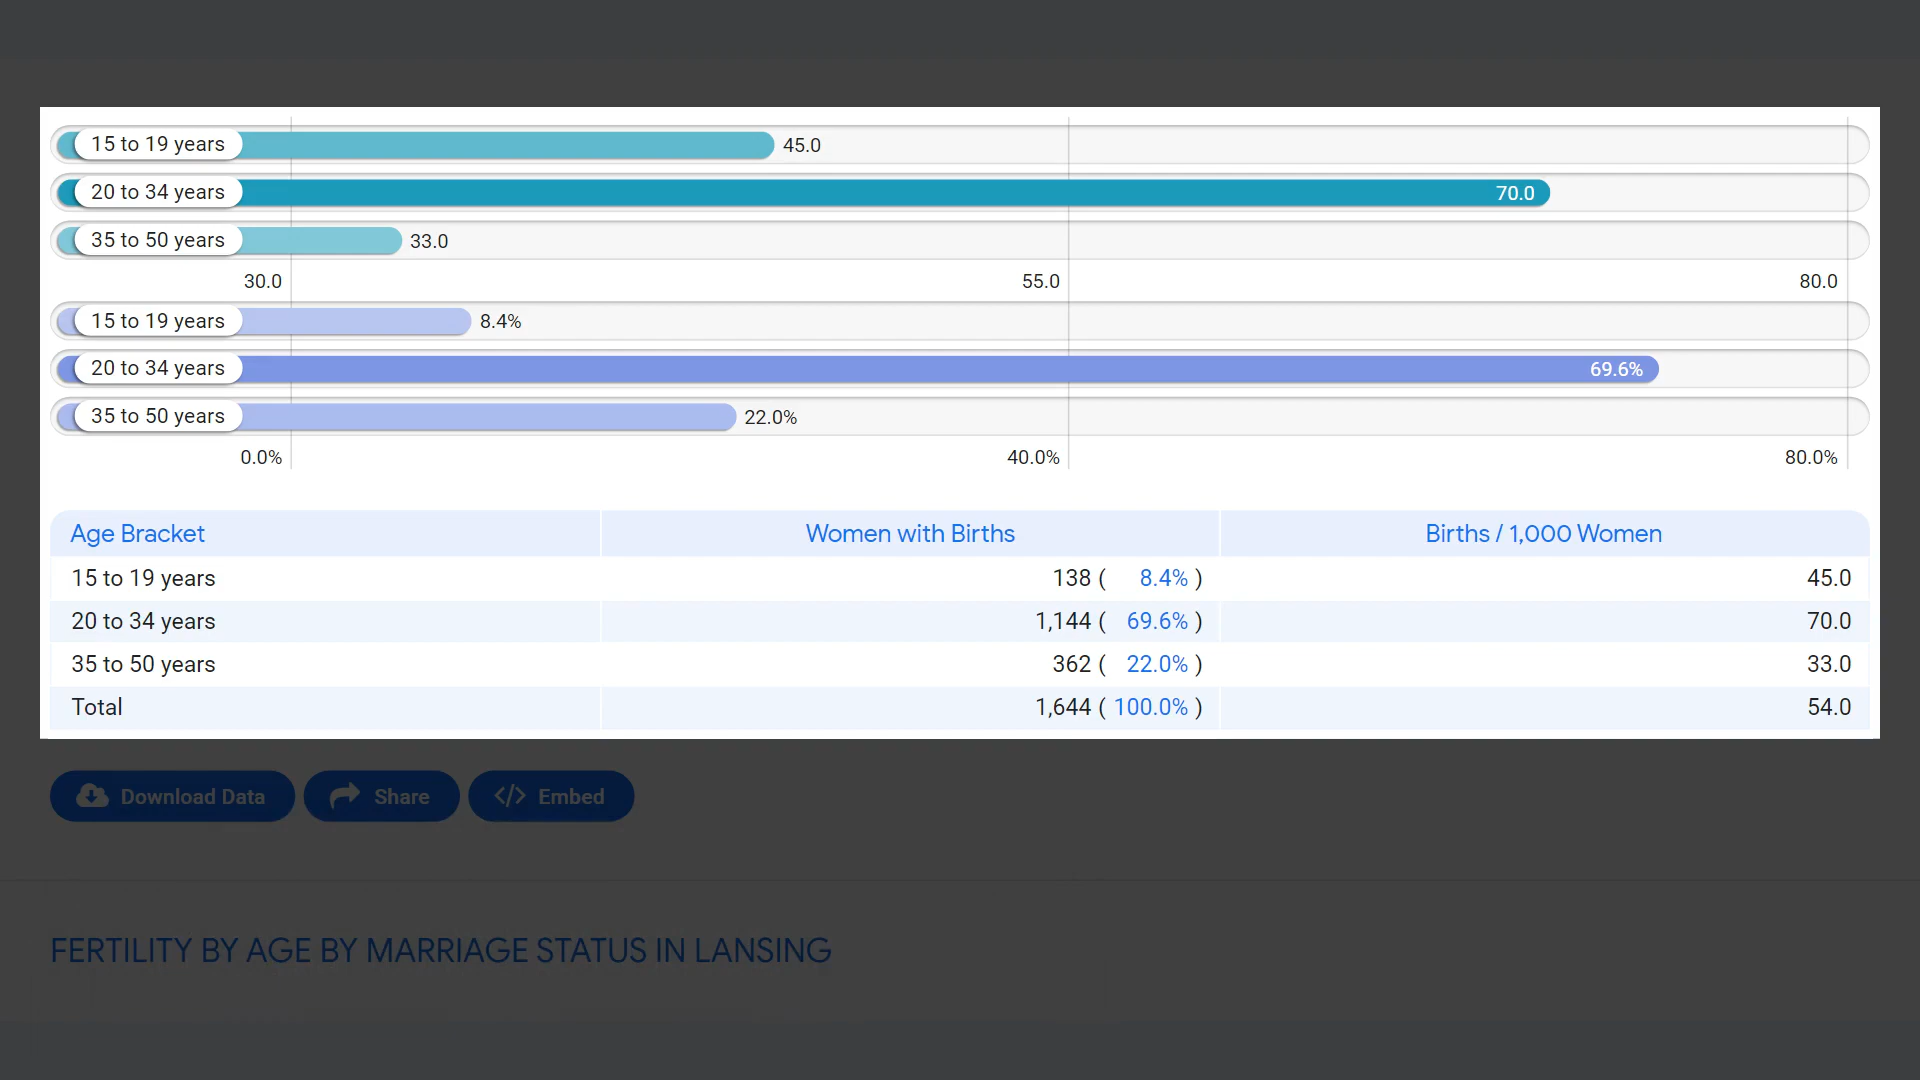 15 to 19 years 45.0
20 to 34 years 70.0
35 to 50 years 33.0
30.0 55.0 80.0
15 to 19 years 8.4%
20 to 34 years 69.6%
35 to 50 years 22.0%
0.0% 40.0% 80.0%
Age Bracket Women with Births Births / 1,000 Women
15 to 19 years 138 ( 8.4% ) 45.0
20 to 34 years 1,144 ( 69.6% ) 70.0
35 to 50 years 362 ( 22.0% ) 33.0
Total 1,644 ( 100.0% ) 54.0
Download Data Share </> Embed
FERTILITY BY AGE BY MARRIAGE STATUS IN LANSING